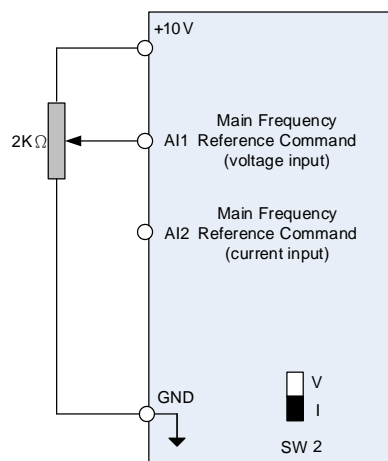 +10V
2KΩ
AI1 Main Frequency
Reference Command
(voltage input)
AI2 Main Frequency
Reference Command
(current input)
GND
V
I
SW 2